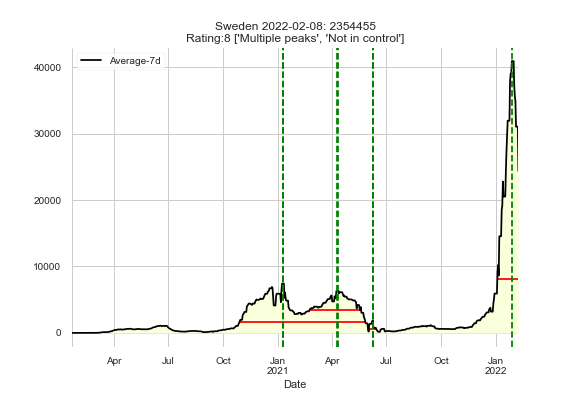 Sweden 2022-02-08: 2354455
Rating:8 ['Multiple peaks', 'Not in control']
Average-7d
40000
30000
20000
10000
0
Apr Jul Oct Jan Apr Jul Oct Jan
2021 2022
Date